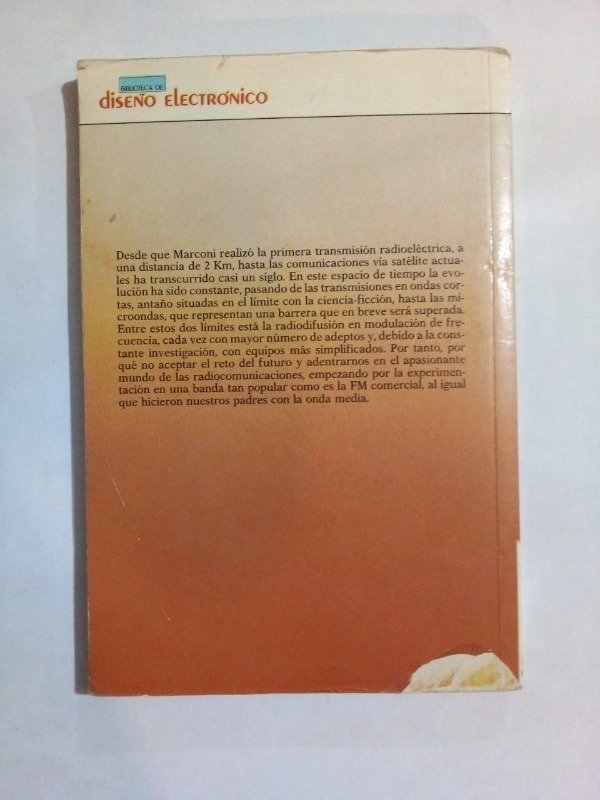 BIBLIOTECA DE
diseño electrónico
Desde que Marconi realizó la primera transmisión radioeléctrica, a
una distancia de 2 Km, hasta las comunicaciones vía satélite actua-
les ha transcurrido casi un siglo. En este espacio de tiempo la evo-
lución ha sido constante, pasando de las transmisiones en ondas cor-
tas, antaño situadas en el límite con la ciencia-ficción, hasta las mi-
croondas, que representan una barrera que en breve será superada.
Entre estos dos límites está la radiodifusión en modulación de fre-
cuencia, cada vez con mayor número de adeptos y, debido a la cons-
tante investigación, con equipos más simplificados. Por tanto, por
qué no aceptar el reto del futuro y adentrarnos en el apasionante
mundo de las radiocomunicaciones, empezando por la experimen-
tación en una banda tan popular como es la FM comercial, al igual
que hicieron nuestros padres con la onda media.